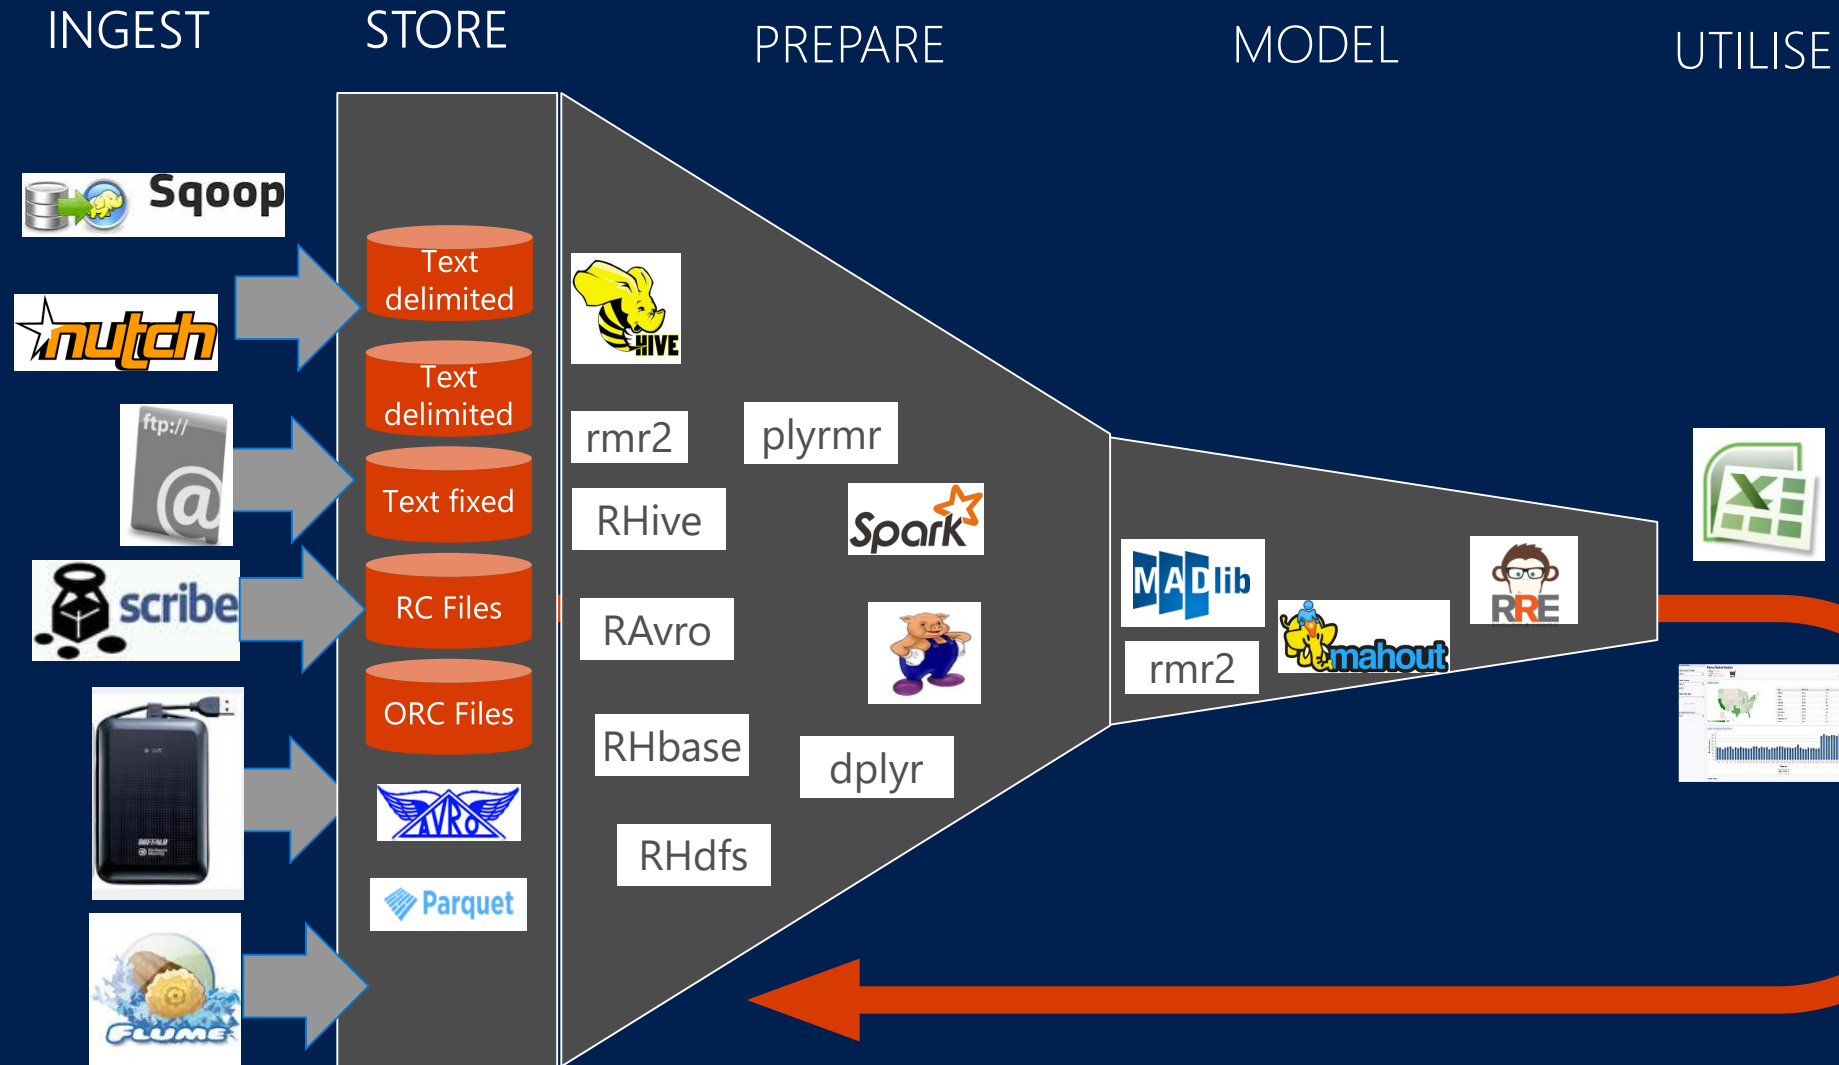 INGEST
STORE
PREPARE
MODEL
UTILISE
Sqoop
nutch
ftp://
@
scribe
BUFFALO
FLUME
Text
delimited
Text
delimited
Text fixed
RC Files
ORC Files
AVRO
Parquet
HIVE
rmr2
plyrmr
RHive
Spark
RAvro
RHbase
dplyr
RHdfs
MADlib
rmr2
mahout
RRE